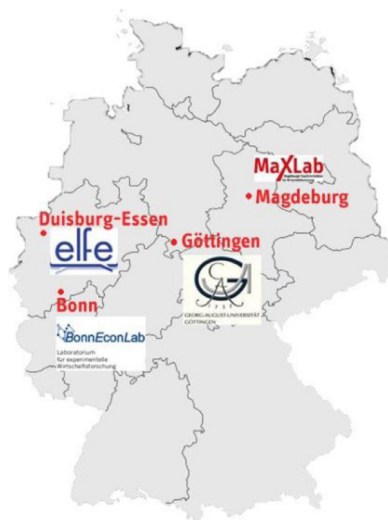 MaXLab
Magdeburg
Duisburg-Essen
elfe
Göttingen
GEORG-AUGUST-UNIVERSITÄT
GÖTTINGEN
Bonn
BonnEconLab
Laboratorium
für experimentelle
Wirtschaftsforschung